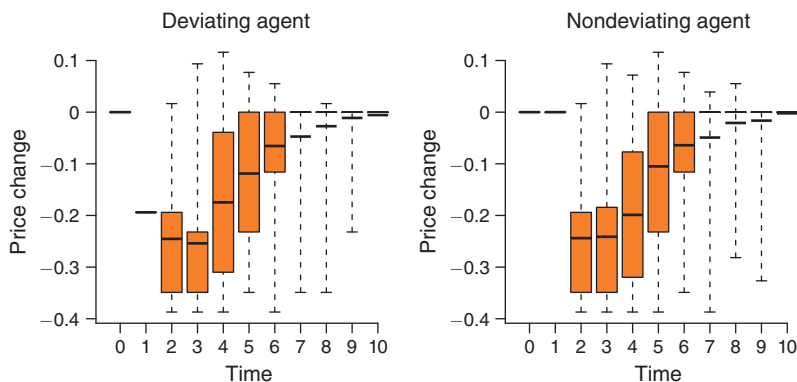 Deviating agent
Nondeviating agent
Price change
0.1
0
−0.1
−0.2
−0.3
−0.4
0 1 2 3 4 5 6 7 8 9 10
Time
Price change
0.1
0
−0.1
−0.2
−0.3
−0.4
0 1 2 3 4 5 6 7 8 9 10
Time